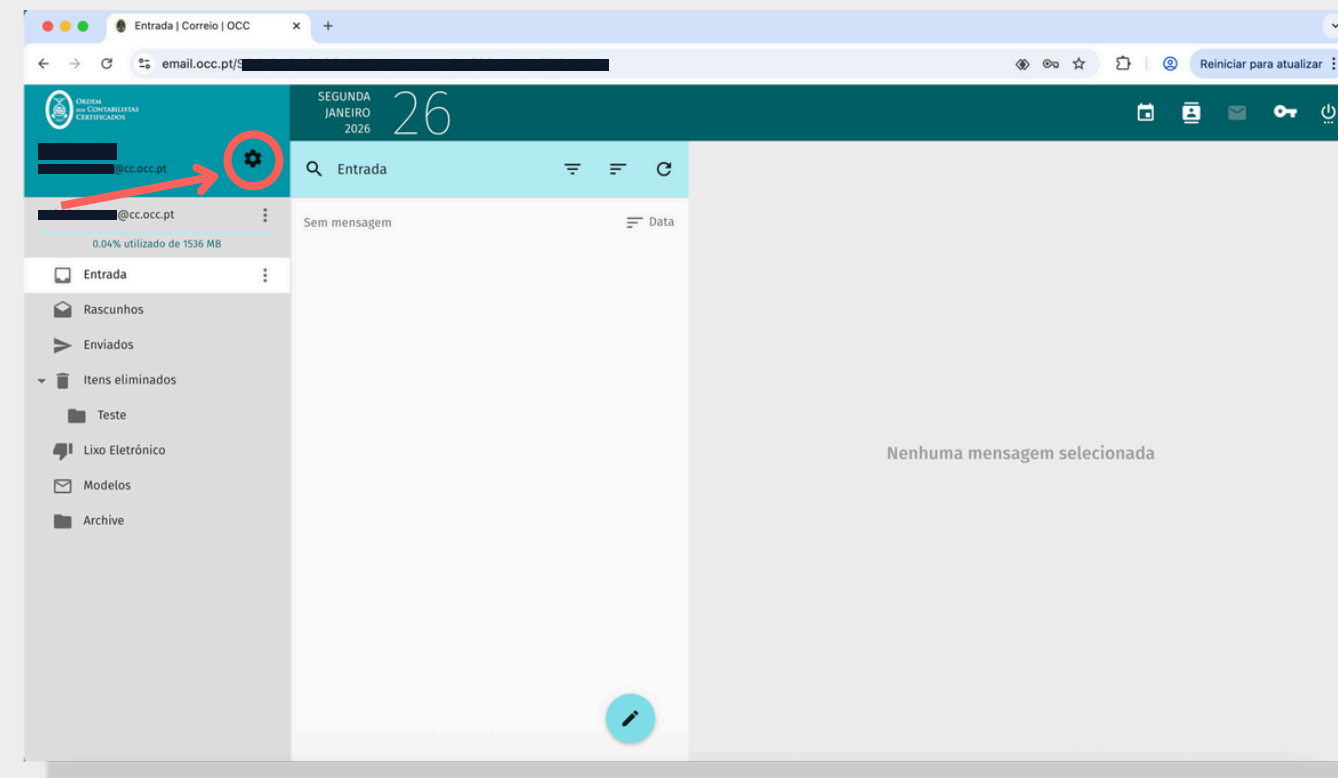 Entrada | Correio | OCC
email.occ.pt/S
Reiniciar para atualizar
ORDEM
DOS CONTABILISTAS
CERTIFICADOS
SEGUNDA
JANEIRO
2026
26
@cc.occ.pt
Entrada
@cc.occ.pt
Sem mensagem
Data
0.04% utilizado de 1536 MB
Entrada
Rascunhos
Enviados
Itens eliminados
Teste
Lixo Eletrónico
Modelos
Archive
Nenhuma mensagem selecionada